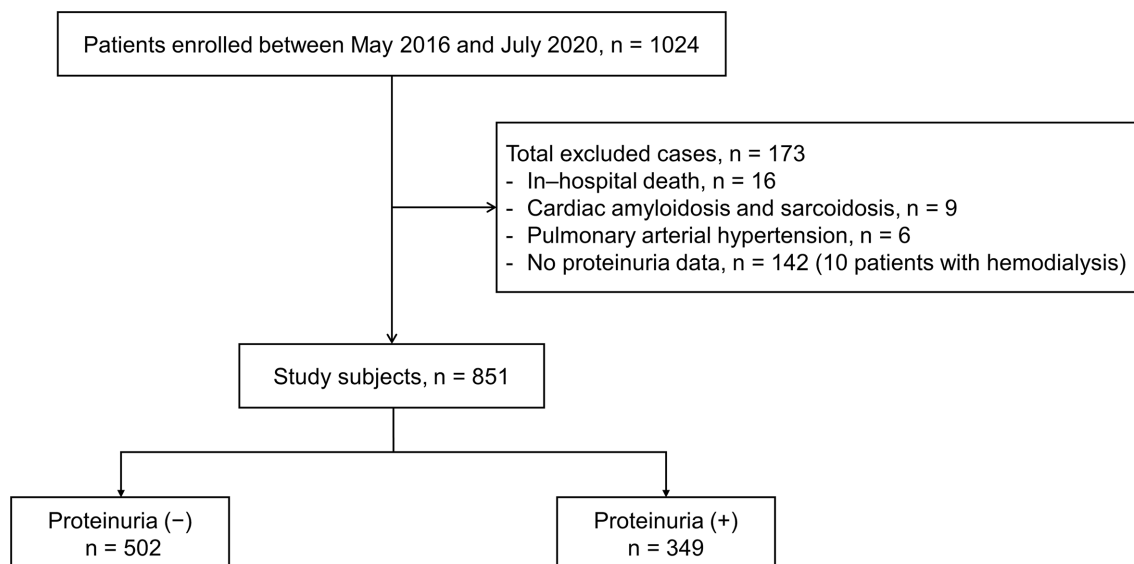 Patients enrolled between May 2016 and July 2020, n = 1024
Total excluded cases, n = 173
- In–hospital death, n = 16
- Cardiac amyloidosis and sarcoidosis, n = 9
- Pulmonary arterial hypertension, n = 6
- No proteinuria data, n = 142 (10 patients with hemodialysis)
Study subjects, n = 851
Proteinuria (−)
n = 502
Proteinuria (+)
n = 349